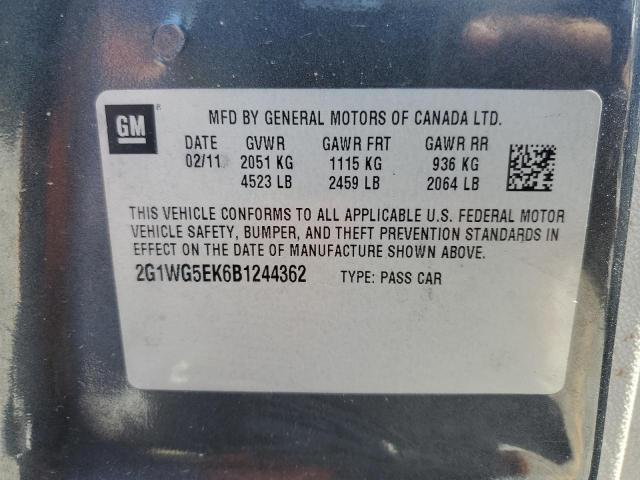 GM ®
MFD BY GENERAL MOTORS OF CANADA LTD.
DATE GVWR GAWR FRT GAWR RR
02/11 2051 KG 1115 KG 936 KG
4523 LB 2459 LB 2064 LB
THIS VEHICLE CONFORMS TO ALL APPLICABLE U.S. FEDERAL MOTOR
VEHICLE SAFETY, BUMPER, AND THEFT PREVENTION STANDARDS IN
EFFECT ON THE DATE OF MANUFACTURE SHOWN ABOVE.
2G1WG5EK6B1244362 TYPE: PASS CAR